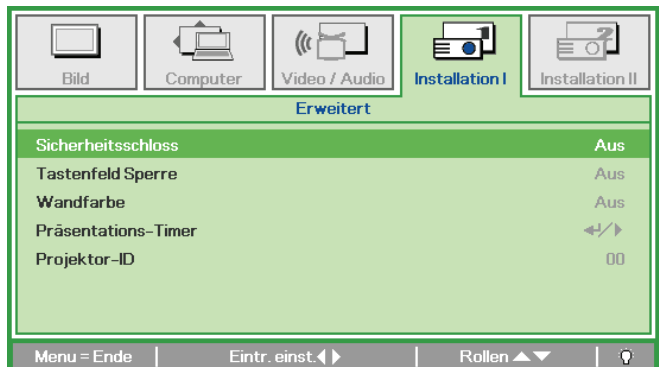 Bild
Computer
Video / Audio
Installation I
Installation II
Erweitert
Sicherheitsschloss Aus
Tastenfeld Sperre Aus
Wandfarbe Aus
Präsentations-Timer
Projektor-ID 00
Menu = Ende Eintr. einst. Rollen